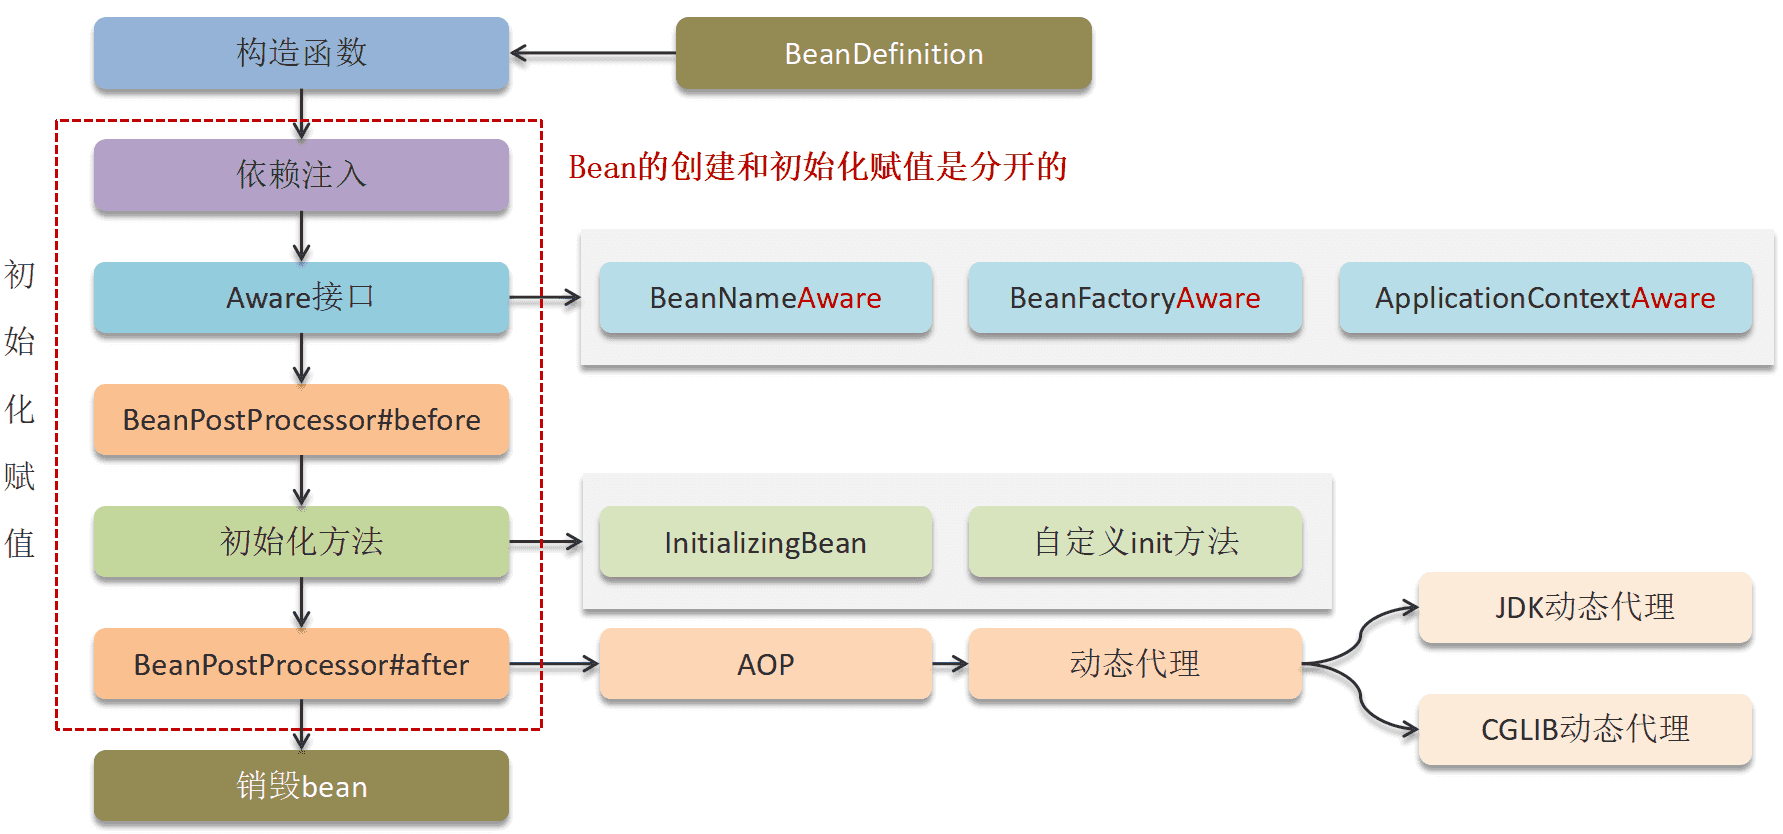 构造函数
BeanDefinition
依赖注入
Bean的创建和初始化赋值是分开的
初始化赋值
Aware接口
BeanNameAware
BeanFactoryAware
ApplicationContextAware
BeanPostProcessor#before
初始化方法
InitializingBean
自定义init方法
BeanPostProcessor#after
AOP
动态代理
JDK动态代理
CGLIB动态代理
销毁bean